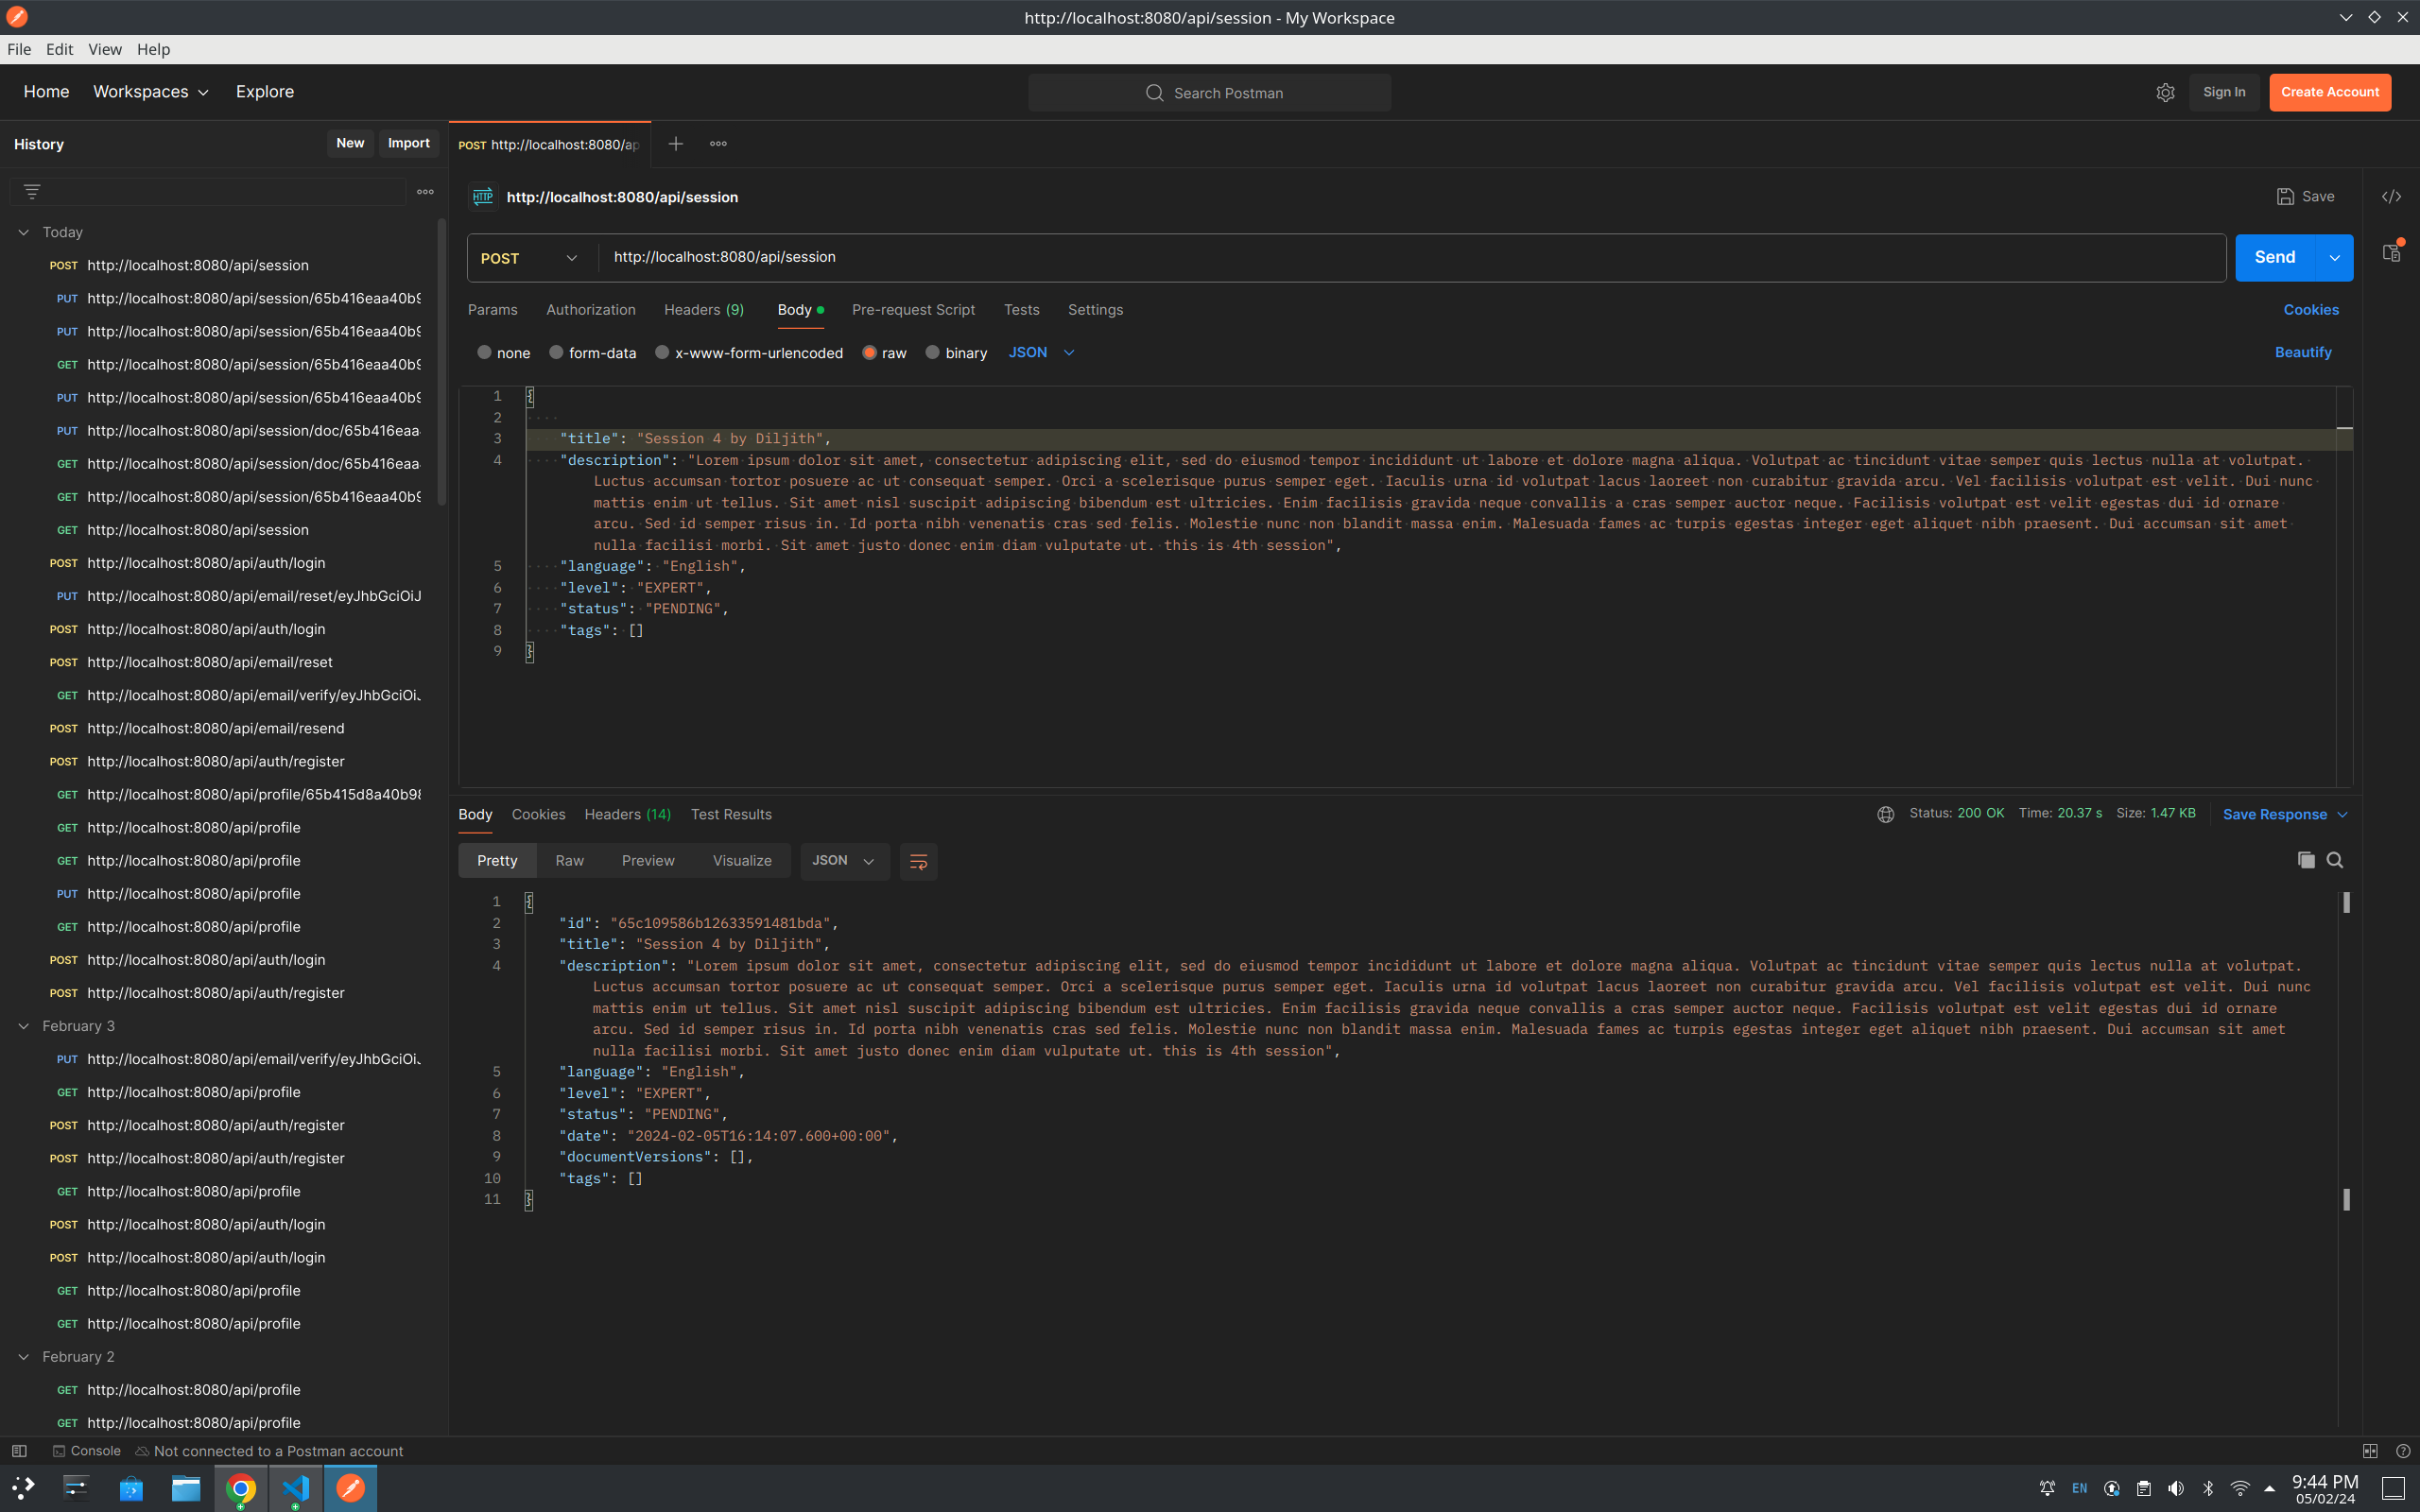 http://localhost:8080/api/session - My Workspace
File Edit View Help
Home Workspaces Explore
Search Postman
Sign In Create Account
History New Import
POST http://localhost:8080/ap
HTTP http://localhost:8080/api/session
Save
Today
POST http://localhost:8080/api/session
PUT http://localhost:8080/api/session/65b416eaa40b9
PUT http://localhost:8080/api/session/65b416eaa40b9
GET http://localhost:8080/api/session/65b416eaa40b9
PUT http://localhost:8080/api/session/65b416eaa40b9
PUT http://localhost:8080/api/session/doc/65b416eaa
GET http://localhost:8080/api/session/doc/65b416eaa
GET http://localhost:8080/api/session/65b416eaa40b9
GET http://localhost:8080/api/session
POST http://localhost:8080/api/auth/login
PUT http://localhost:8080/api/email/reset/eyJhbGciOiJ
POST http://localhost:8080/api/auth/login
POST http://localhost:8080/api/email/reset
GET http://localhost:8080/api/email/verify/eyJhbGciOi
POST http://localhost:8080/api/email/resend
POST http://localhost:8080/api/auth/register
GET http://localhost:8080/api/profile/65b415d8a40b98
GET http://localhost:8080/api/profile
GET http://localhost:8080/api/profile
PUT http://localhost:8080/api/profile
GET http://localhost:8080/api/profile
POST http://localhost:8080/api/auth/login
POST http://localhost:8080/api/auth/register
February 3
PUT http://localhost:8080/api/email/verify/eyJhbGciOi
GET http://localhost:8080/api/profile
POST http://localhost:8080/api/auth/register
POST http://localhost:8080/api/auth/register
GET http://localhost:8080/api/profile
POST http://localhost:8080/api/auth/login
POST http://localhost:8080/api/auth/login
GET http://localhost:8080/api/profile
GET http://localhost:8080/api/profile
February 2
GET http://localhost:8080/api/profile
GET http://localhost:8080/api/profile
POST http://localhost:8080/api/session
Send
Params Authorization Headers (9) Body Pre-request Script Tests Settings
Cookies
none form-data x-www-form-urlencoded raw binary JSON
Beautify
1 {
2
3 "title": "Session 4 by Diljith",
4 "description": "Lorem ipsum dolor sit amet, consectetur adipiscing elit, sed do eiusmod tempor incididunt ut labore et dolore magna aliqua. Volutpat ac tincidunt vitae semper quis lectus nulla at volutpat.
Luctus accumsan tortor posuere ac ut consequat semper. Orci a scelerisque purus semper eget. Iaculis urna id volutpat lacus laoreet non curabitur gravida arcu. Vel facilisis volutpat est velit. Dui nunc
mattis enim ut tellus. Sit amet nisl suscipit adipiscing bibendum est ultricies. Enim facilisis gravida neque convallis a cras semper auctor neque. Facilisis volutpat est velit egestas dui id ornare
arcu. Sed id semper risus in. Id porta nibh venenatis cras sed felis. Molestie nunc non blandit massa enim. Malesuada fames ac turpis egestas integer eget aliquet nibh praesent. Dui accumsan sit amet
nulla facilisi morbi. Sit amet justo donec enim diam vulputate ut. this is 4th session",
5 "language": "English",
6 "level": "EXPERT",
7 "status": "PENDING",
8 "tags": []
9 }
Body Cookies Headers (14) Test Results
Status: 200 OK Time: 20.37 s Size: 1.47 KB Save Response
Pretty Raw Preview Visualize JSON
1 {
2 "id": "65c109586b12633591481bda",
3 "title": "Session 4 by Diljith",
4 "description": "Lorem ipsum dolor sit amet, consectetur adipiscing elit, sed do eiusmod tempor incididunt ut labore et dolore magna aliqua. Volutpat ac tincidunt vitae semper quis lectus nulla at volutpat.
Luctus accumsan tortor posuere ac ut consequat semper. Orci a scelerisque purus semper eget. Iaculis urna id volutpat lacus laoreet non curabitur gravida arcu. Vel facilisis volutpat est velit. Dui nunc
mattis enim ut tellus. Sit amet nisl suscipit adipiscing bibendum est ultricies. Enim facilisis gravida neque convallis a cras semper auctor neque. Facilisis volutpat est velit egestas dui id ornare
arcu. Sed id semper risus in. Id porta nibh venenatis cras sed felis. Molestie nunc non blandit massa enim. Malesuada fames ac turpis egestas integer eget aliquet nibh praesent. Dui accumsan sit amet
nulla facilisi morbi. Sit amet justo donec enim diam vulputate ut. this is 4th session",
5 "language": "English",
6 "level": "EXPERT",
7 "status": "PENDING",
8 "date": "2024-02-05T16:14:07.600+00:00",
9 "documentVersions": [],
10 "tags": []
11 }
Console Not connected to a Postman account
EN
9:44 PM
05/02/24